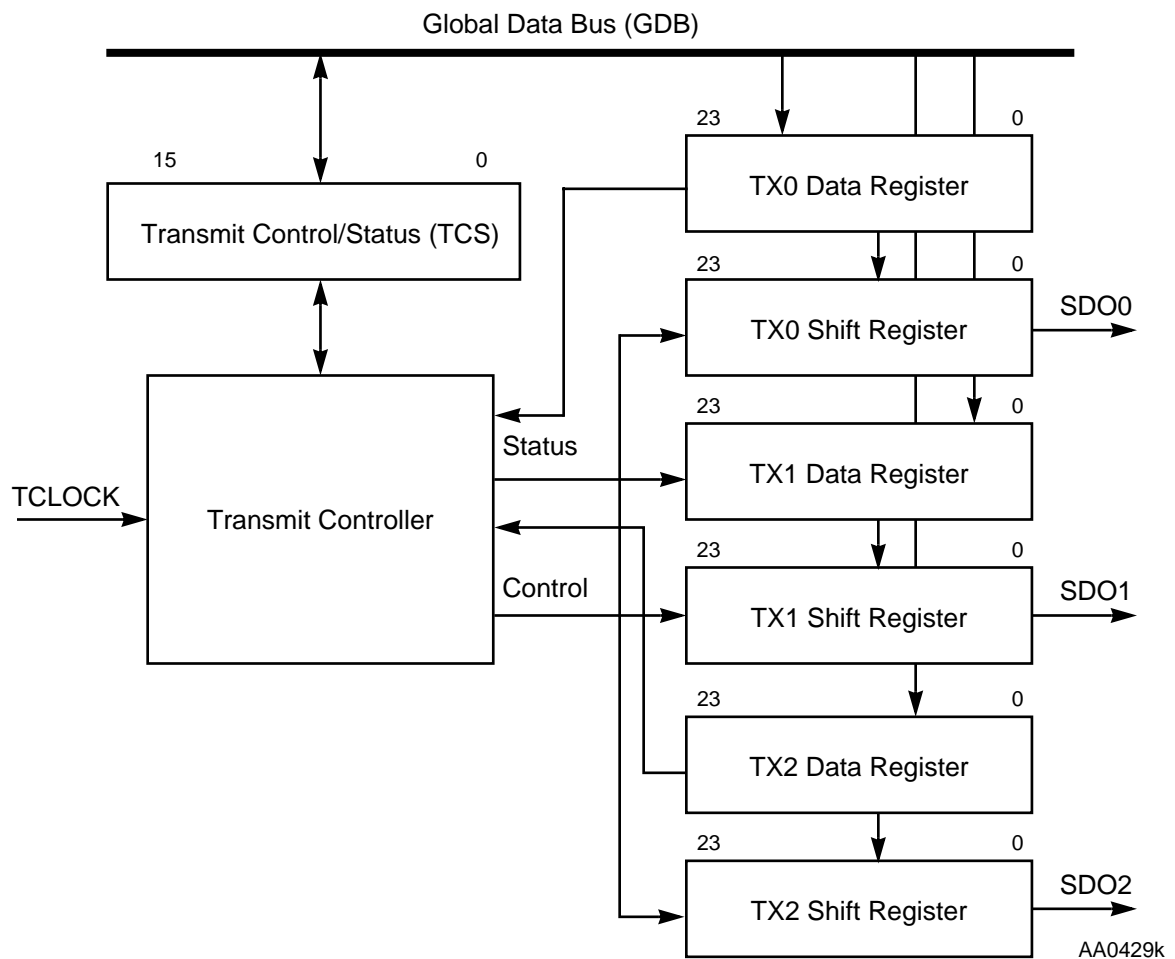 Global Data Bus (GDB)
23 0
TX0 Data Register
15 0
Transmit Control/Status (TCS)
23 0
TX0 Shift Register
SDO0
23 0
TX1 Data Register
Status
TCLOCK
Transmit Controller
23 0
TX1 Shift Register
SDO1
Control
23 0
TX2 Data Register
23 0
TX2 Shift Register
SDO2
AA0429k